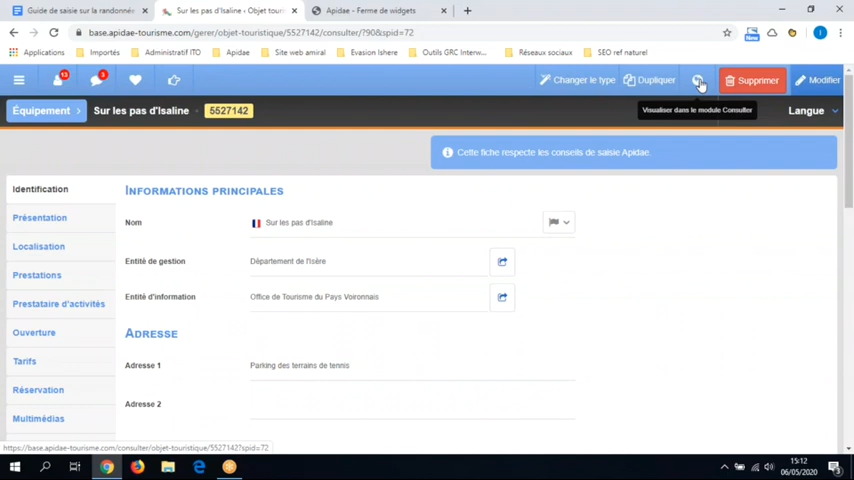 Guide de saisie sur la randonné
Sur les pas d'Isaline - Objet tour
Apidae - Ferme de widgets
base.apidae-tourisme.com/gerer/objet-touristique/5527142/consulter/790&spid=72
New
Applications
Importés
Administratif ITO
Apidae
Site web amiral
Evasion Ishere
Outils GRC Interw...
Réseaux sociaux
SEO ref naturel
13
3
Changer le type
Dupliquer
Supprimer
Modifier
Équipement
Sur les pas d'Isaline
5527142
Visualiser dans le module Consulter
Langue
Cette fiche respecte les conseils de saisie Apidae.
Identification
Présentation
Localisation
Prestations
Prestataire d'activités
Ouverture
Tarifs
Réservation
Multimédias
INFORMATIONS PRINCIPALES
Nom
Sur les pas d'Isaline
Entité de gestion
Département de l'Isère
Entité d'information
Office de Tourisme du Pays Voironnais
ADRESSE
Adresse 1
Parking des terrains de tennis
Adresse 2
https://base.apidae-tourisme.com/consulter/objet-touristique/5527142?spid=72
15:12
06/05/2020
3